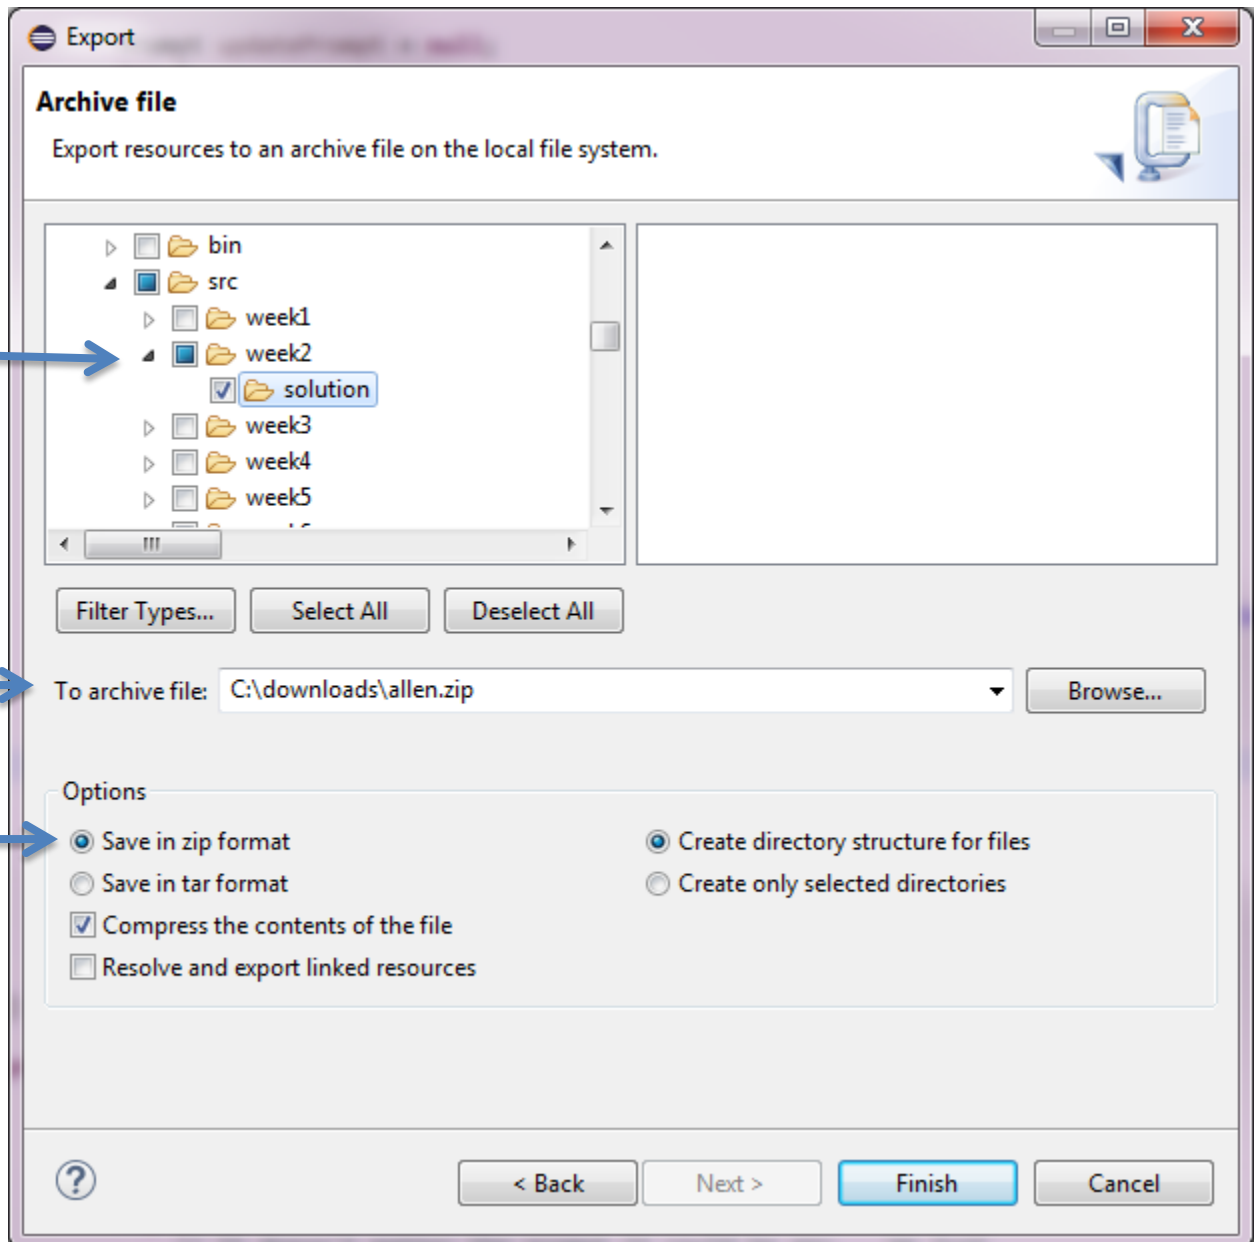 Export
Archive file
Export resources to an archive file on the local file system.
bin
src
week1
week2
solution
week3
week4
week5
Filter Types...
Select All
Deselect All
To archive file:
C:\downloads\allen.zip
Browse...
Options
Save in zip format
Create directory structure for files
Save in tar format
Create only selected directories
Compress the contents of the file
Resolve and export linked resources
?
< Back
Next >
Finish
Cancel